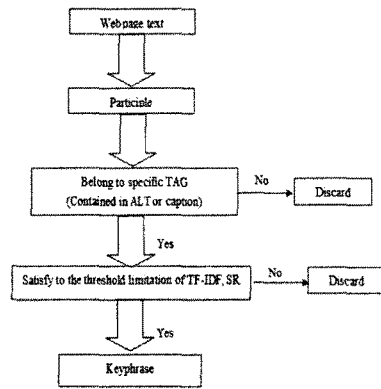 Webpage text
Participle
Belong to specific TAG
(Contained in ALT or caption)
No
Discard
Yes
Satisfy to the threshold limitation of TF-IDF, SR
No
Discard
Yes
Keyphrase